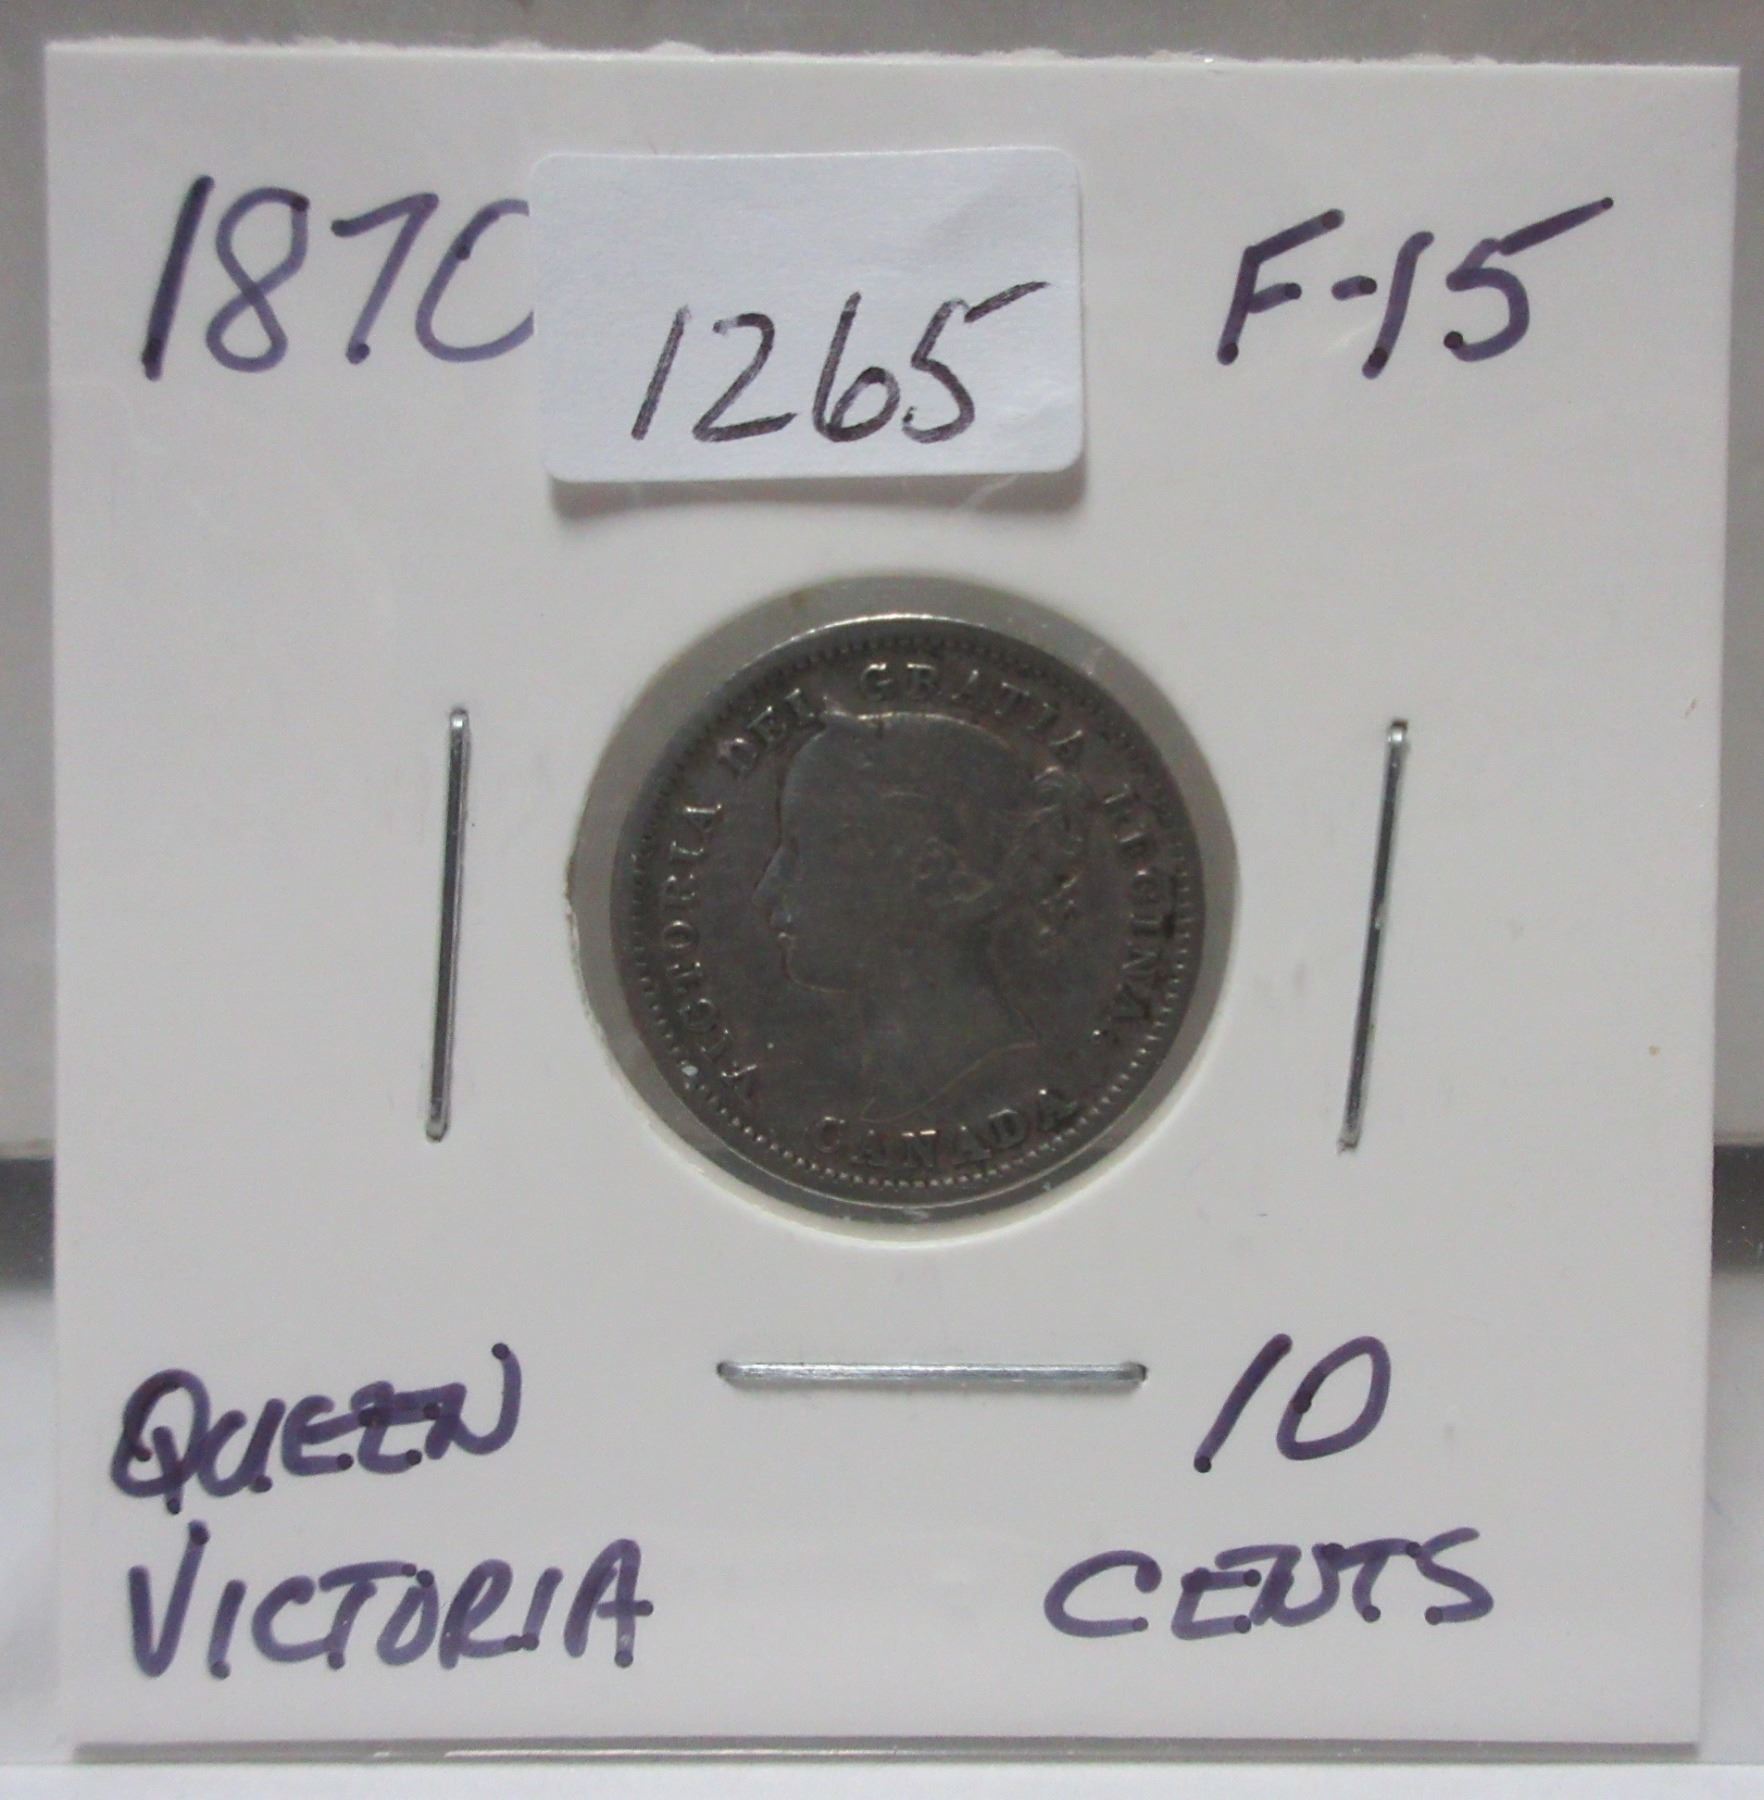 1870
1265
F-15
VICTORIA DEI GRATIA REGINA.
CANADA
QUEEN
VICTORIA
10
CENTS